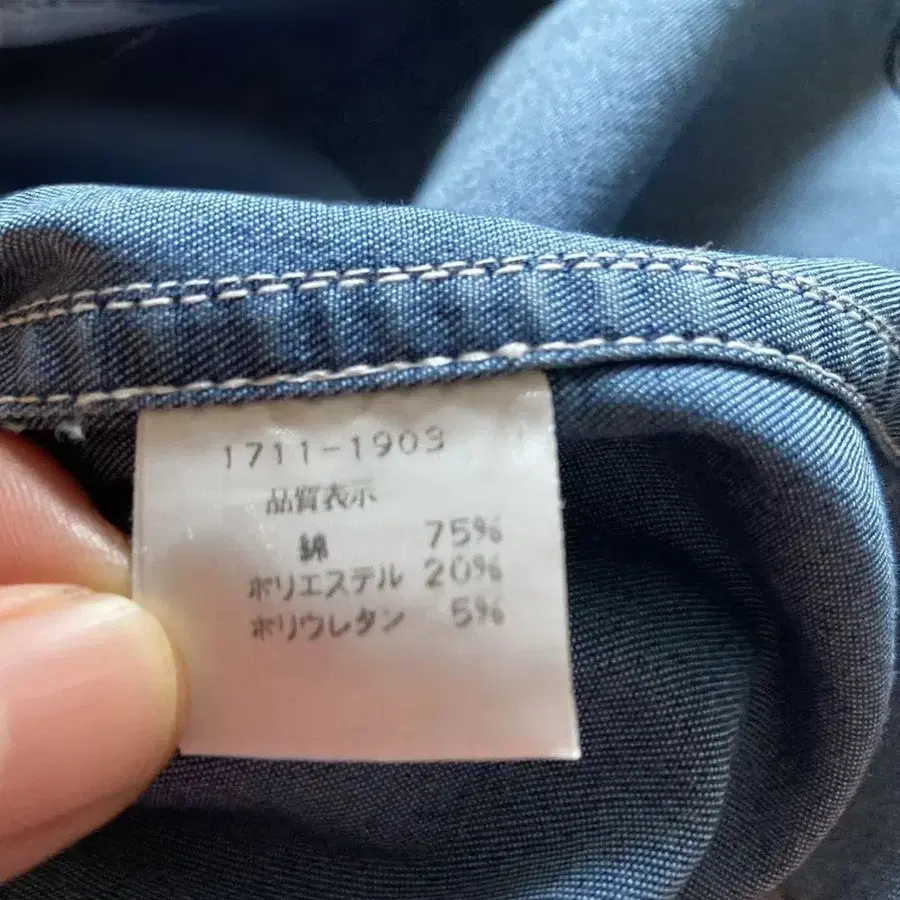 1711-1903
品質表示
綿 75%
ポリエステル 20%
ポリウレタン 5%